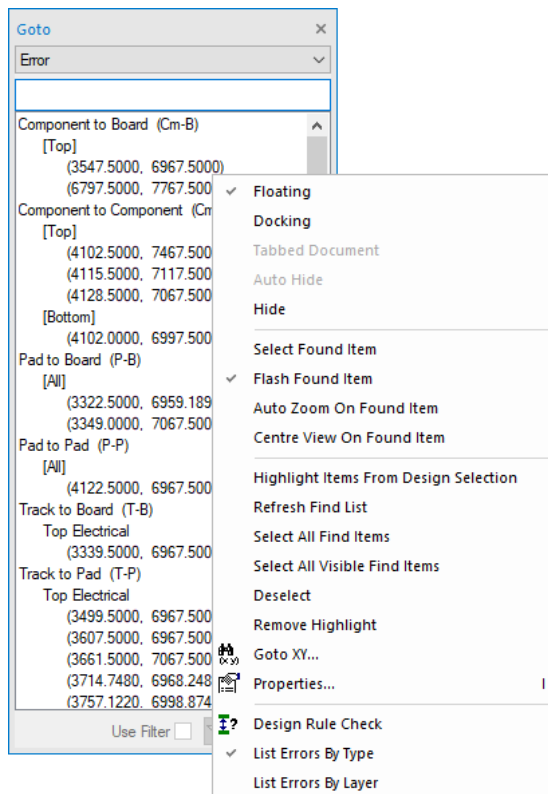 Goto
Error
Component to Board (Cm-B)
[Top]
(3547.5000, 6967.5000)
(6797.5000, 7767.500
Component to Component (Cm
[Top]
(4102.5000, 7467.500
(4115.5000, 7117.500
(4128.5000, 7067.500
[Bottom]
(4102.0000, 6997.500
Pad to Board (P-B)
[All]
(3322.5000, 6959.189
(3349.0000, 7067.500
Pad to Pad (P-P)
[All]
(4122.5000, 6967.500
Track to Board (T-B)
Top Electrical
(3339.5000, 6967.500
Track to Pad (T-P)
Top Electrical
(3499.5000, 6967.500
(3607.5000, 6967.500
(3661.5000, 7067.500
(3714.7480, 6968.248
(3757.1220, 6998.874
Use Filter
Floating
Docking
Tabbed Document
Auto Hide
Hide
Select Found Item
Flash Found Item
Auto Zoom On Found Item
Centre View On Found Item
Highlight Items From Design Selection
Refresh Find List
Select All Find Items
Select All Visible Find Items
Deselect
Remove Highlight
(x y) Goto XY...
Properties... I
Design Rule Check
List Errors By Type
List Errors By Layer